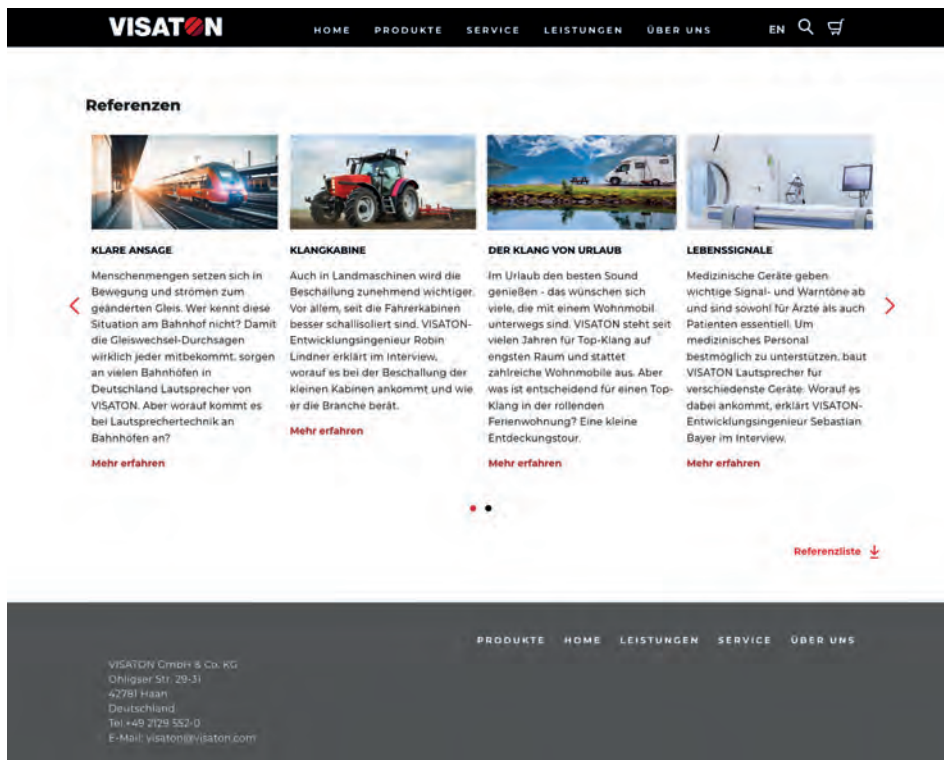 VISATON
HOME PRODUKTE SERVICE LEISTUNGEN ÜBER UNS EN
Referenzen
KLARE ANSAGE
Menschenmengen setzen sich in
Bewegung und strömen zum
geänderten Gleis. Wer kennt diese
Situation am Bahnhof nicht? Damit
die Gleiswechsel-Durchsagen
wirklich jeder mitbekommt, sorgen
an vielen Bahnhöfen in
Deutschland Lautsprecher von
VISATON. Aber worauf kommt es
bei Lautsprechertechnik an
Bahnhöfen an?
Mehr erfahren
KLANGKABINE
Auch in Landmaschinen wird die
Beschallung zunehmend wichtiger.
Vor allem, seit die Fahrerkabinen
besser schallisoliert sind. VISATON-
Entwicklungsingenieur Robin
Lindner erklärt im Interview,
worauf es bei der Beschallung der
kleinen Kabinen ankommt und wie
er die Branche berät.
Mehr erfahren
DER KLANG VON URLAUB
Im Urlaub den besten Sound
genießen - das wünschen sich
viele, die mit einem Wohnmobil
unterwegs sind. VISATON steht seit
vielen Jahren für Top-Klang auf
engsten Raum und stattet
zahlreiche Wohnmobile aus. Aber
was ist entscheidend für einen Top-
Klang in der rollenden
Ferienwohnung? Eine kleine
Entdeckungstour.
Mehr erfahren
LEBENSSIGNALE
Medizinische Geräte geben
wichtige Signal- und Warntöne ab
und sind sowohl für Ärzte als auch
Patienten essentiell. Um
medizinisches Personal
bestmöglich zu unterstützen, baut
VISATON Lautsprecher für
verschiedenste Geräte. Worauf es
dabei ankommt, erklärt VISATON-
Entwicklungsingenieur Sebastian
Bayer im Interview.
Mehr erfahren
Referenzliste
PRODUKTE HOME LEISTUNGEN SERVICE ÜBER UNS
VISATON GmbH & Co. KG
Ohligser Str. 29-31
42781 Haan
Deutschland
Tel +49 2129 552-0
E-Mail: visaton@visaton.com